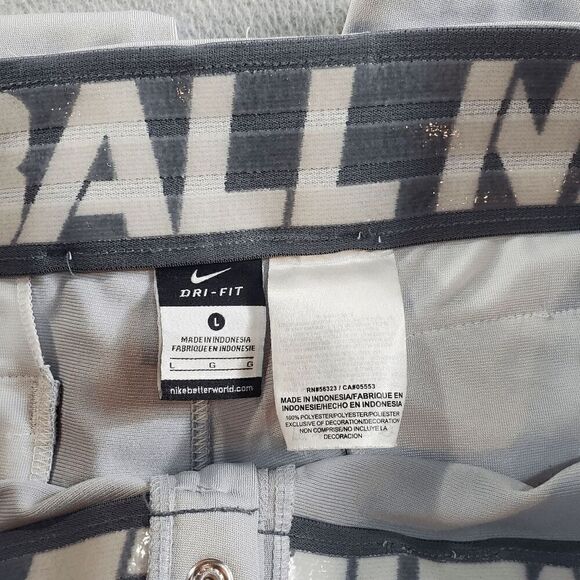 BALL
DRI-FIT
L
MADE IN INDONESIA
FABRIQUE EN INDONESIE
L G G
nikebetterworld.com
RN#56323 / CA#05553
MADE IN INDONESIA/FABRIQUE EN
INDONESIE/HECHO EN INDONESIA
100% POLYESTER/POLYESTER/POLIESTER
EXCLUSIVE OF DECORATION/DECORATION
NON COMPRISE/NO INCLUYE LA
DECORACION